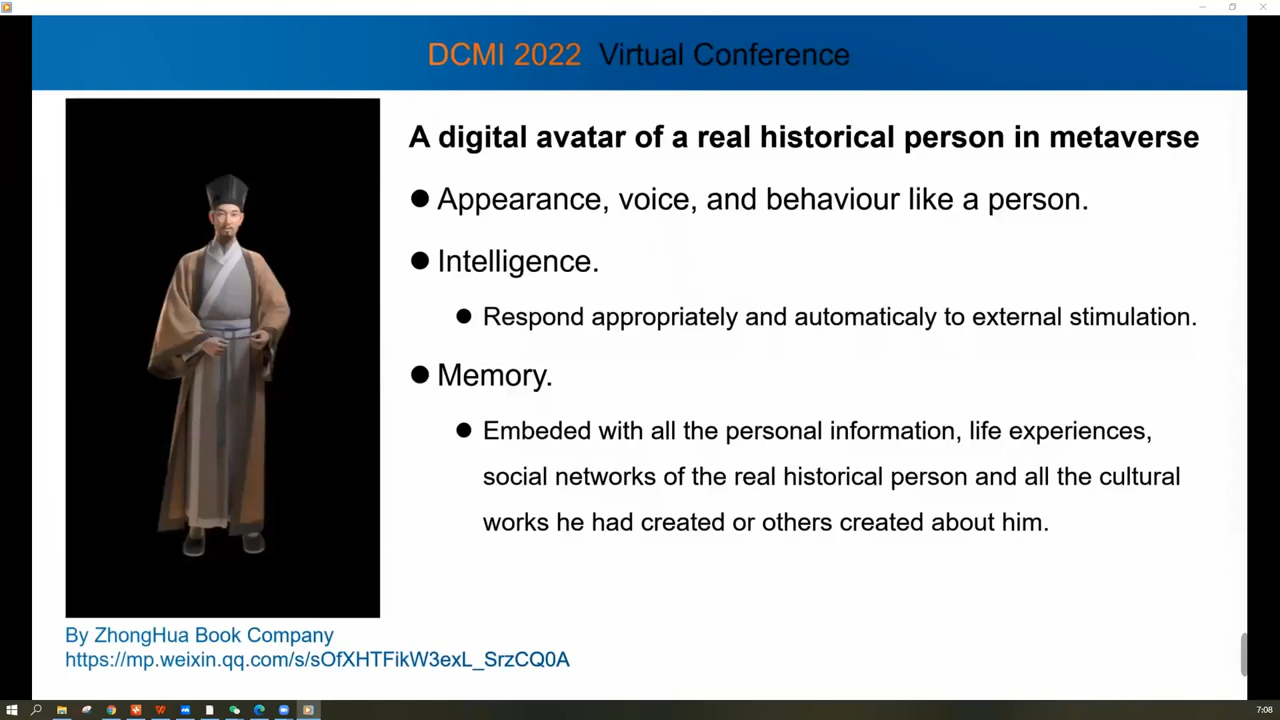 DCMI 2022 Virtual Conference
A digital avatar of a real historical person in metaverse
● Appearance, voice, and behaviour like a person.
● Intelligence.
● Respond appropriately and automaticaly to external stimulation.
● Memory.
● Embeded with all the personal information, life experiences,
social networks of the real historical person and all the cultural
works he had created or others created about him.
By ZhongHua Book Company
https://mp.weixin.qq.com/s/sOfXHTFikW3exL_SrzCQ0A
7:08